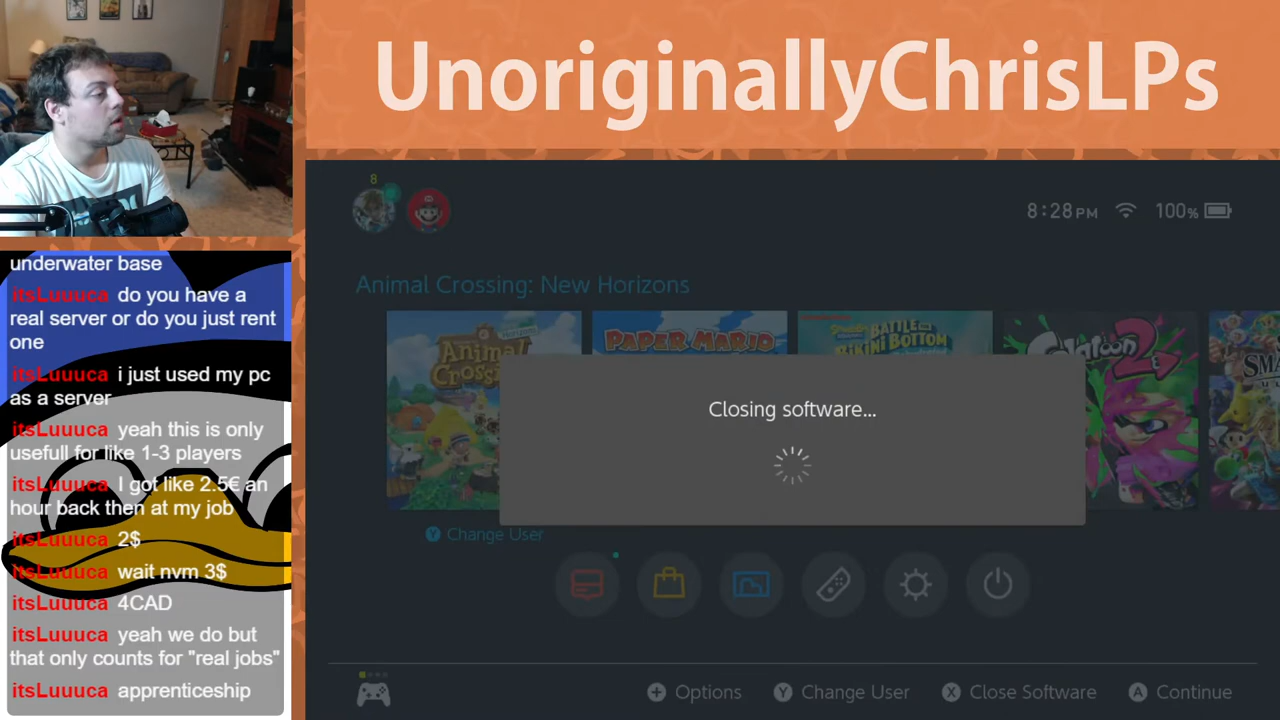 UnoriginallyChrisLPs
underwater base
itsLuuuca do you have a
real server or do you just rent
one
itsLuuuca i just used my pc
as a server
itsLuuuca yeah this is only
usefull for like 1-3 players
itsLuuuca I got like 2.5€ an
hour back then at my job
itsLuuuca 2$
itsLuuuca wait nvm 3$
itsLuuuca 4CAD
itsLuuuca yeah we do but
that only counts for "real jobs"
itsLuuuca apprenticeship
8
8:28 PM 100%
Animal Crossing: New Horizons
Animal
Crossi
PAPER MARIO
BATTLE FOR
BIKINI BOTTOM
Splatoon 2
SMA
Closing software...
Y Change User
+ Options Y Change User X Close Software A Continue